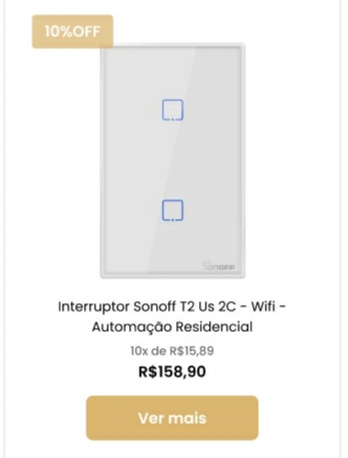 10%OFF
SonOFF
Interruptor Sonoff T2 Us 2C - Wifi -
Automação Residencial
10x de R$15,89
R$158,90
Ver mais